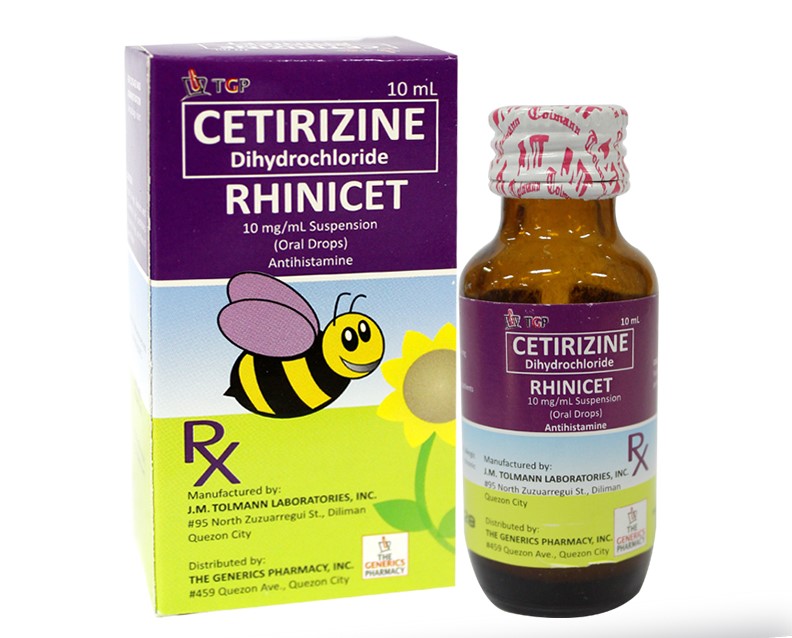 TGP
10 mL
CETIRIZINE
Dihydrochloride
RHINICET
10 mg/mL Suspension
(Oral Drops)
Antihistamine
Rx
Manufactured by:
J.M. TOLMANN LABORATORIES, INC.
#95 North Zuzuarregui St., Diliman
Quezon City
Distributed by:
THE GENERICS PHARMACY, INC.
#459 Quezon Ave., Quezon City
THE
GENERICS
PHARMACY
Tolmann
TGP
10 mL
CETIRIZINE
Dihydrochloride
RHINICET
10 mg/mL Suspension
(Oral Drops)
Antihistamine
Rx
Manufactured by:
J.M. TOLMANN LABORATORIES, INC.
#95 North Zuzuarregui St., Diliman
Quezon City
Distributed by:
THE GENERICS PHARMACY, INC.
#459 Quezon Ave., Quezon City
THE
GENERICS
PHARMACY